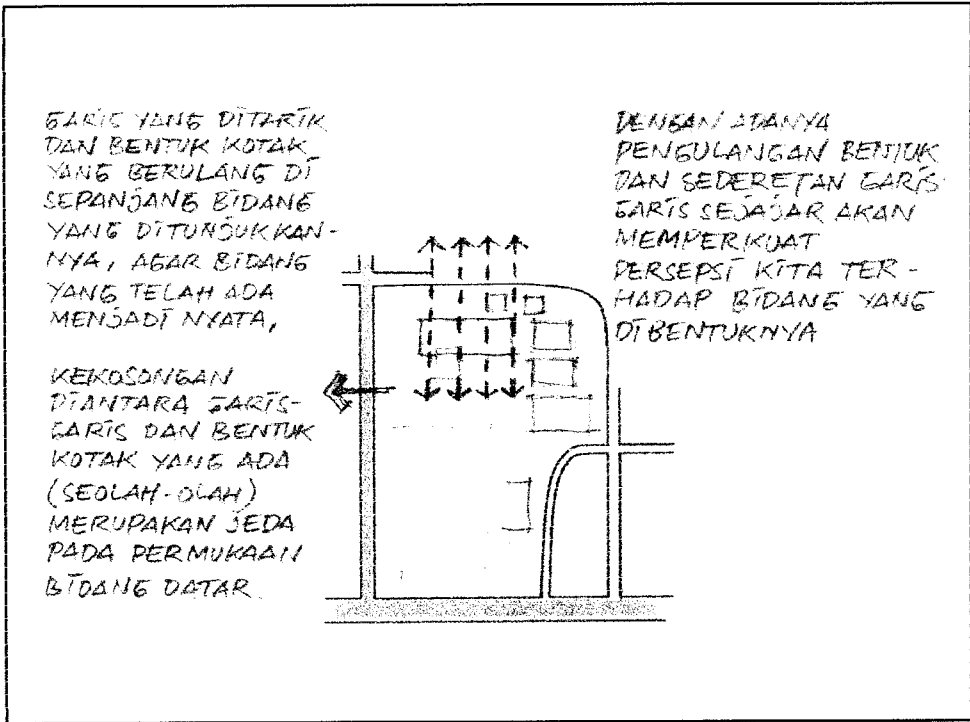 GARIS YANG DITARIK
DAN BENTUK KOTAK
YANG BERULANG DI
SEPANJANG BIDANG
YANG DITUNJUKKAN-
NYA, AGAR BIDANG
YANG TELAH ADA
MENJADI NYATA,
KEKOSONGAN
DIANTARA GARIS-
GARIS DAN BENTUK
KOTAK YANG ADA
(SEOLAH-OLAH)
MERUPAKAN JEDA
PADA PERMUKAAN
BIDANG DATAR
DENGAN ADANYA
PENGULANGAN BENTUK
DAN SEDERETAN GARIS-
GARIS SEJAJAR AKAN
MEMPERKUAT
PERSEPSI KITA TER-
HADAP BIDANG YANG
DIBENTUKNYA